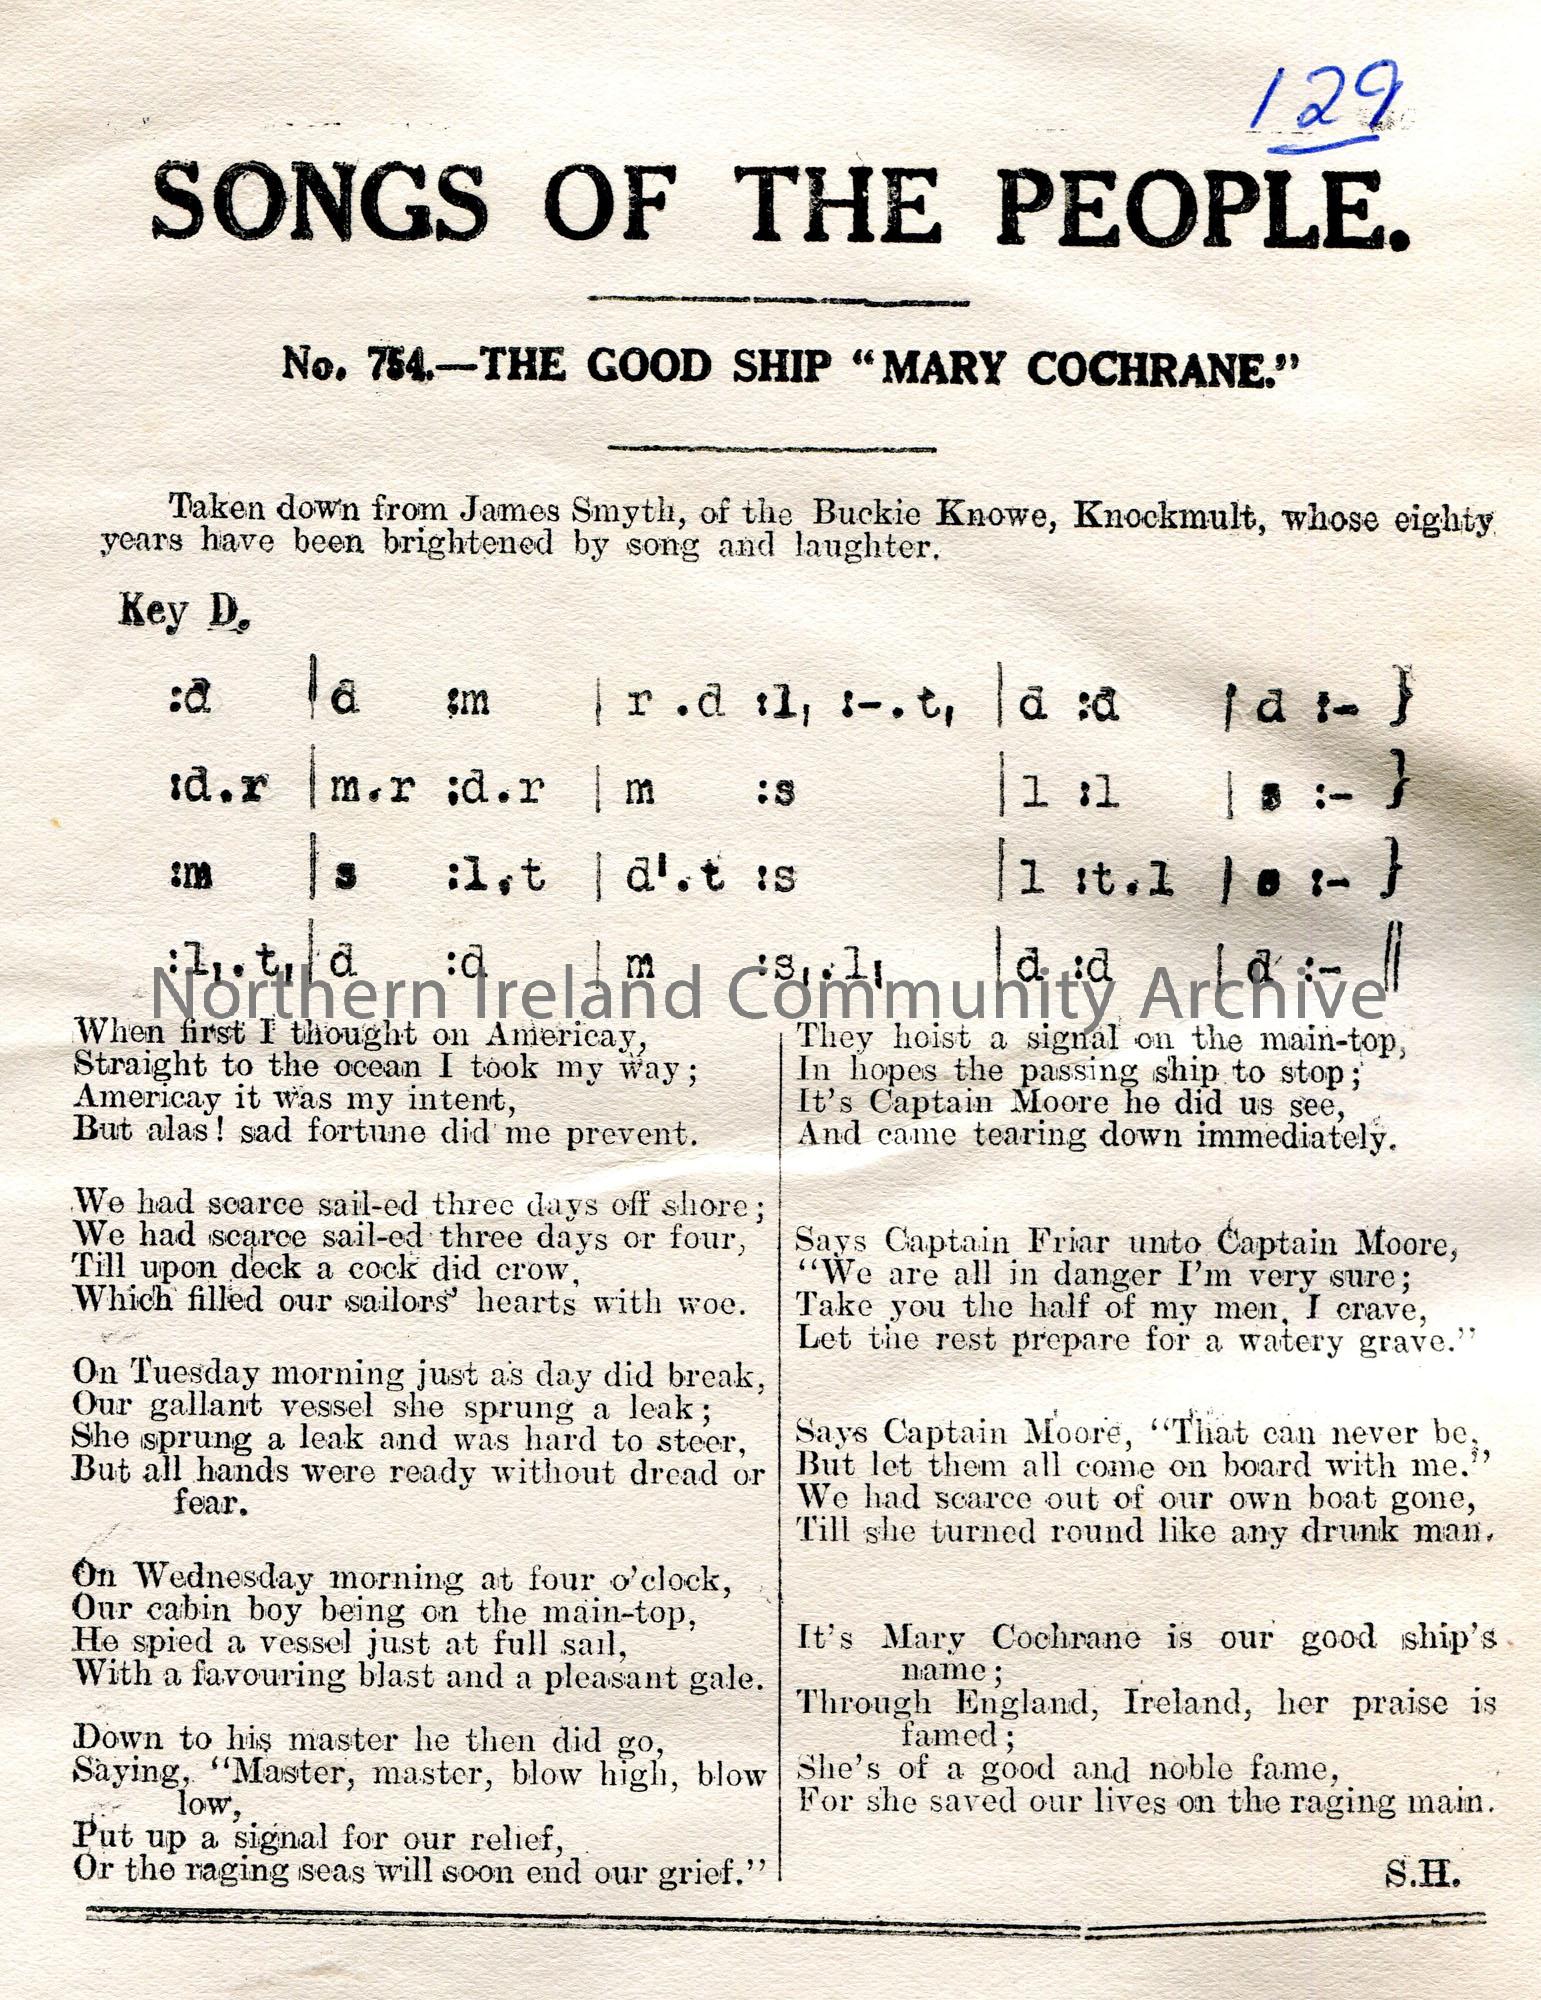 129
SONGS OF THE PEOPLE.
No. 754.—THE GOOD SHIP "MARY COCHRANE."
Taken down from James Smyth, of the Buckie Knowe, Knockmult, whose eighty
years have been brightened by song and laughter.
Key D.
:d | d :m | r .d :l, :-. t, | d :d | d :- }
:d.r | m.r :d.r | m :s | l :l | s :- }
:m | s :l.t | d'.t :s | l :t.l | s :- }
:l,.t, | d :d | m :s,.l, | d :d | d :- ||
Northern Ireland Community Archive
When first I thought on Americay,
Straight to the ocean I took my way;
Americay it was my intent,
But alas! sad fortune did me prevent.
We had scarce sail-ed three days off shore;
We had scarce sail-ed three days or four,
Till upon deck a cock did crow,
Which filled our sailors' hearts with woe.
On Tuesday morning just as day did break,
Our gallant vessel she sprung a leak;
She sprung a leak and was hard to steer,
But all hands were ready without dread or
fear.
On Wednesday morning at four o'clock,
Our cabin boy being on the main-top,
He spied a vessel just at full sail,
With a favouring blast and a pleasant gale.
Down to his master he then did go,
Saying, "Master, master, blow high, blow
low,
Put up a signal for our relief,
Or the raging seas will soon end our grief."
They hoist a signal on the main-top,
In hopes the passing ship to stop;
It's Captain Moore he did us see,
And came tearing down immediately.
Says Captain Friar unto Captain Moore,
"We are all in danger I'm very sure;
Take you the half of my men, I crave,
Let the rest prepare for a watery grave."
Says Captain Moore, "That can never be,
But let them all come on board with me."
We had scarce out of our own boat gone,
Till she turned round like any drunk man.
It's Mary Cochrane is our good ship's
name;
Through England, Ireland, her praise is
famed;
She's of a good and noble fame,
For she saved our lives on the raging main.
S.H.